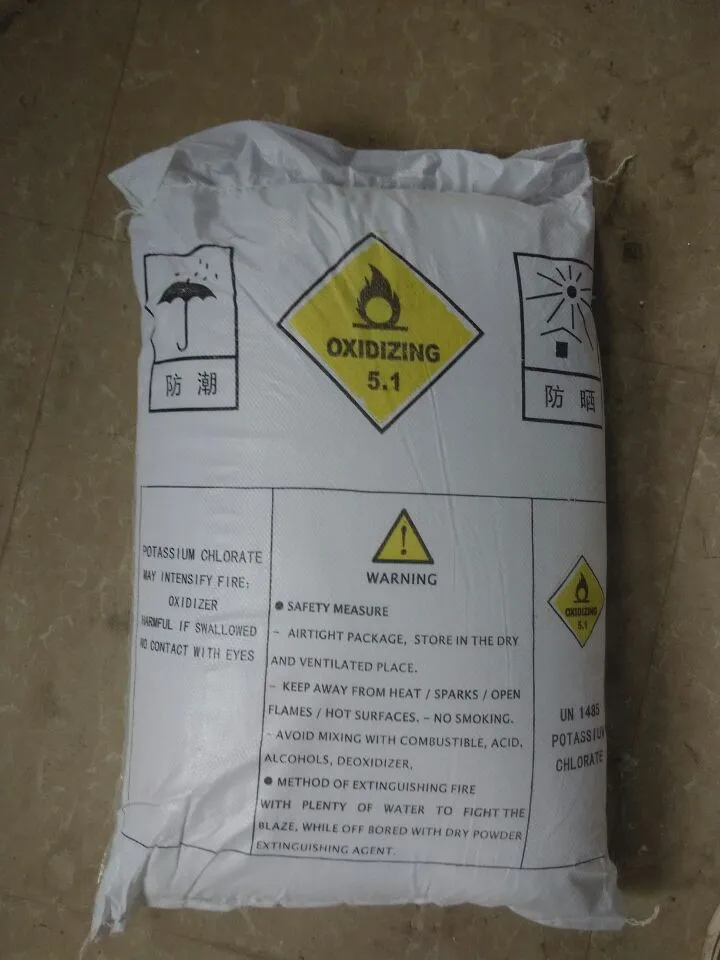 OXIDIZING
5.1
防潮
防晒
POTASSIUM CHLORATE
MAY INTENSIFY FIRE;
OXIDIZER
HARMFUL IF SWALLOWED
NO CONTACT WITH EYES
WARNING
● SAFETY MEASURE
- AIRTIGHT PACKAGE, STORE IN THE DRY
AND VENTILATED PLACE.
- KEEP AWAY FROM HEAT / SPARKS / OPEN
FLAMES / HOT SURFACES. - NO SMOKING.
- AVOID MIXING WITH COMBUSTIBLE, ACID,
ALCOHOLS, DEOXIDIZER,
● METHOD OF EXTINGUISHING FIRE
WITH PLENTY OF WATER TO FIGHT THE
BLAZE, WHILE OFF BORED WITH DRY POWDER
EXTINGUISHING AGENT.
OXIDIZING
5.1
UN 1485
POTASSIUM
CHLORATE